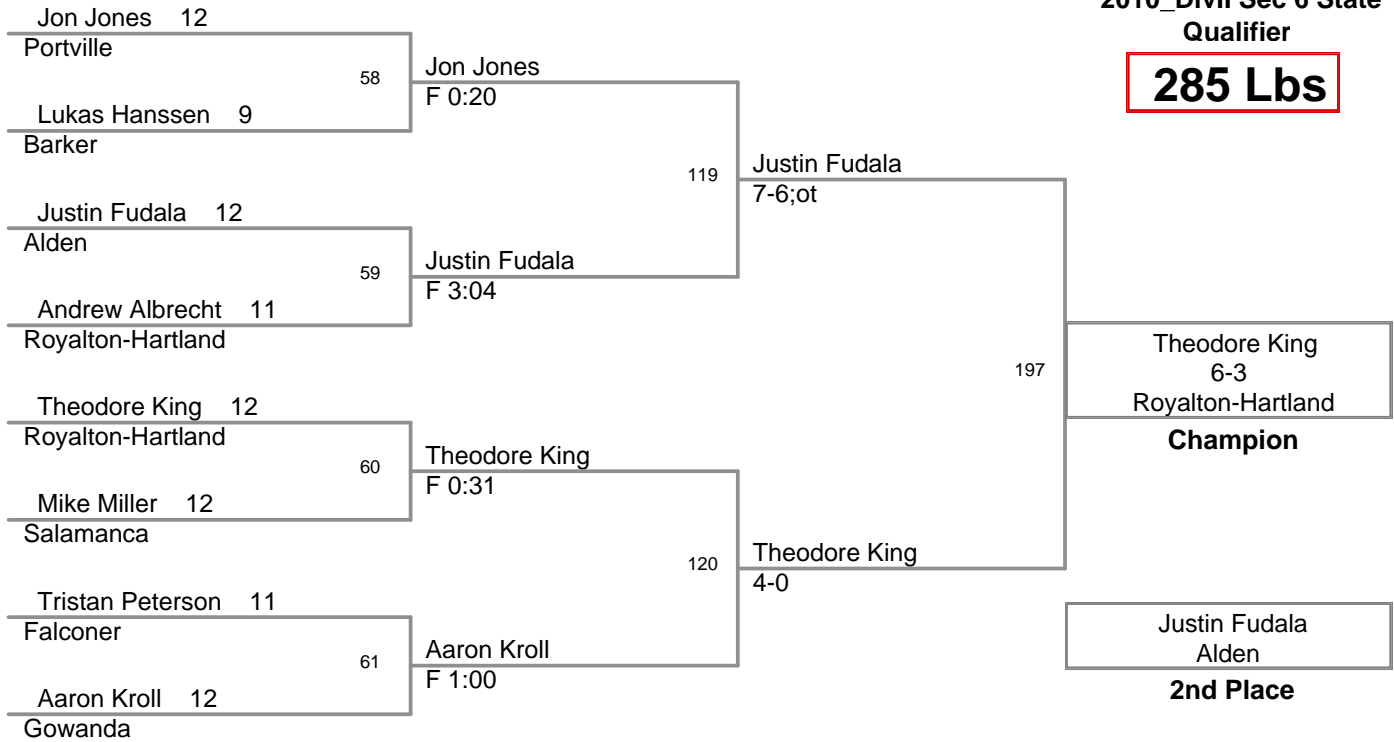 2010_DivII Sec 6 State
Qualifier
285 Lbs
Jon Jones 12
Portville
58
Lukas Hanssen 9
Barker
Jon Jones
F 0:20
Justin Fudala 12
Alden
59
Andrew Albrecht 11
Royalton-Hartland
Justin Fudala
F 3:04
119
Justin Fudala
7-6;ot
Theodore King 12
Royalton-Hartland
60
Mike Miller 12
Salamanca
Theodore King
F 0:31
Tristan Peterson 11
Falconer
61
Aaron Kroll 12
Gowanda
Aaron Kroll
F 1:00
120
Theodore King
4-0
197
Theodore King
6-3
Royalton-Hartland
Champion
Justin Fudala
Alden
2nd Place